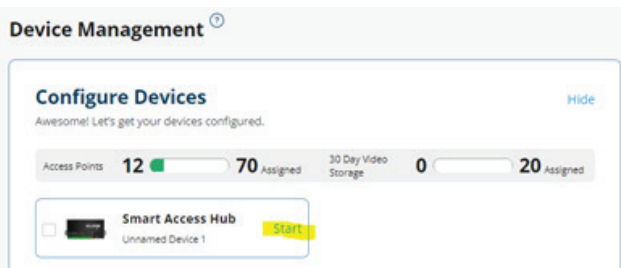 Device Management ?
Configure Devices
Hide
Awesome! Let's get your devices configured.
Access Points 12 70 Assigned 30 Day Video Storage 0 20 Assigned
Smart Access Hub
Start
Unnamed Device 1